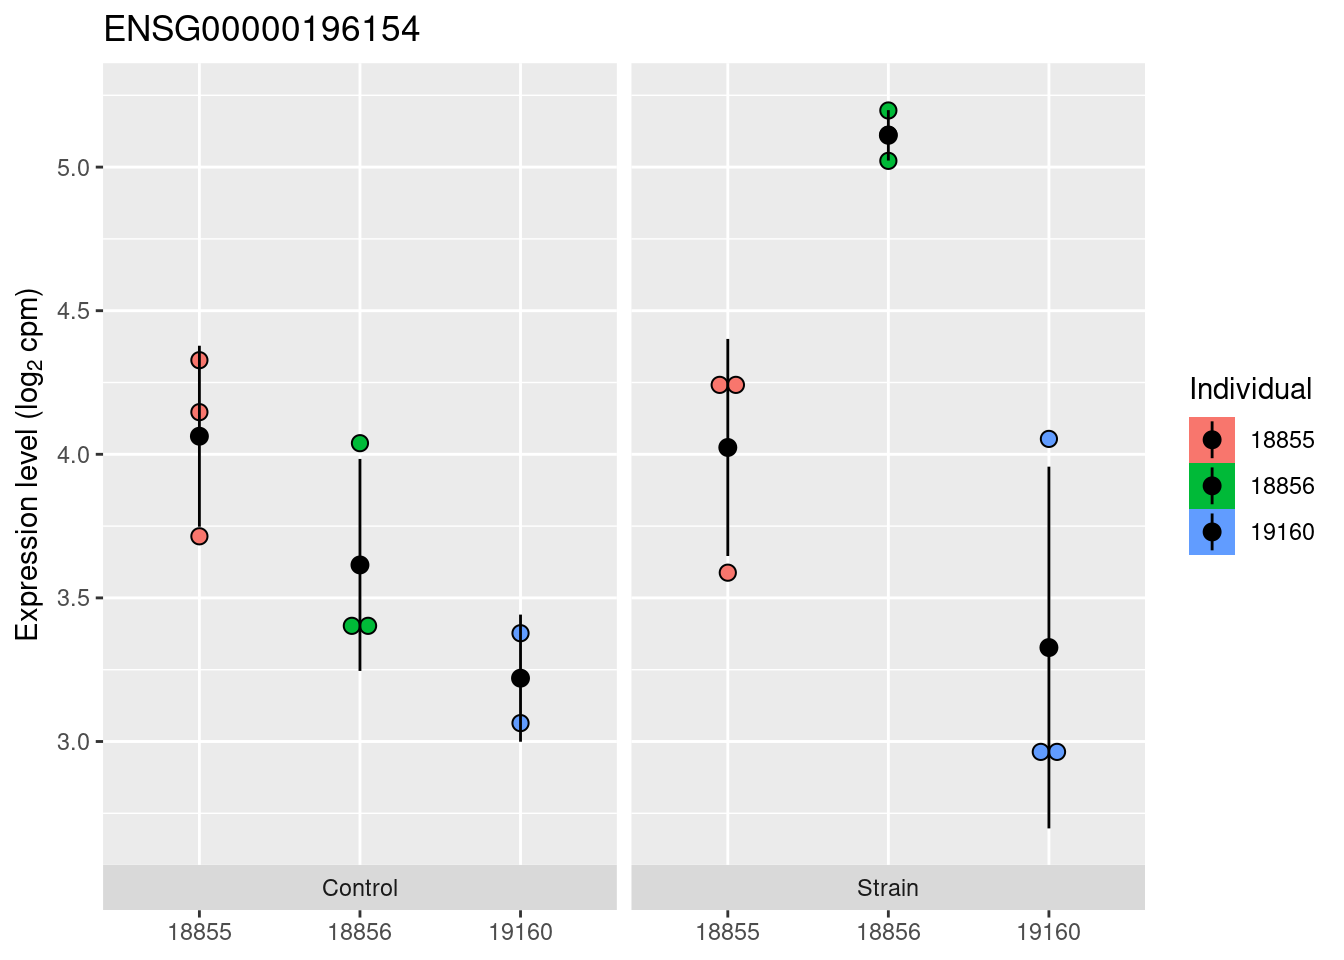 ENSG00000196154
Expression level (log₂ cpm)
5.0
4.5
4.0
3.5
3.0
Control
Strain
18855
18856
19160
18855
18856
19160
Individual
18855
18856
19160